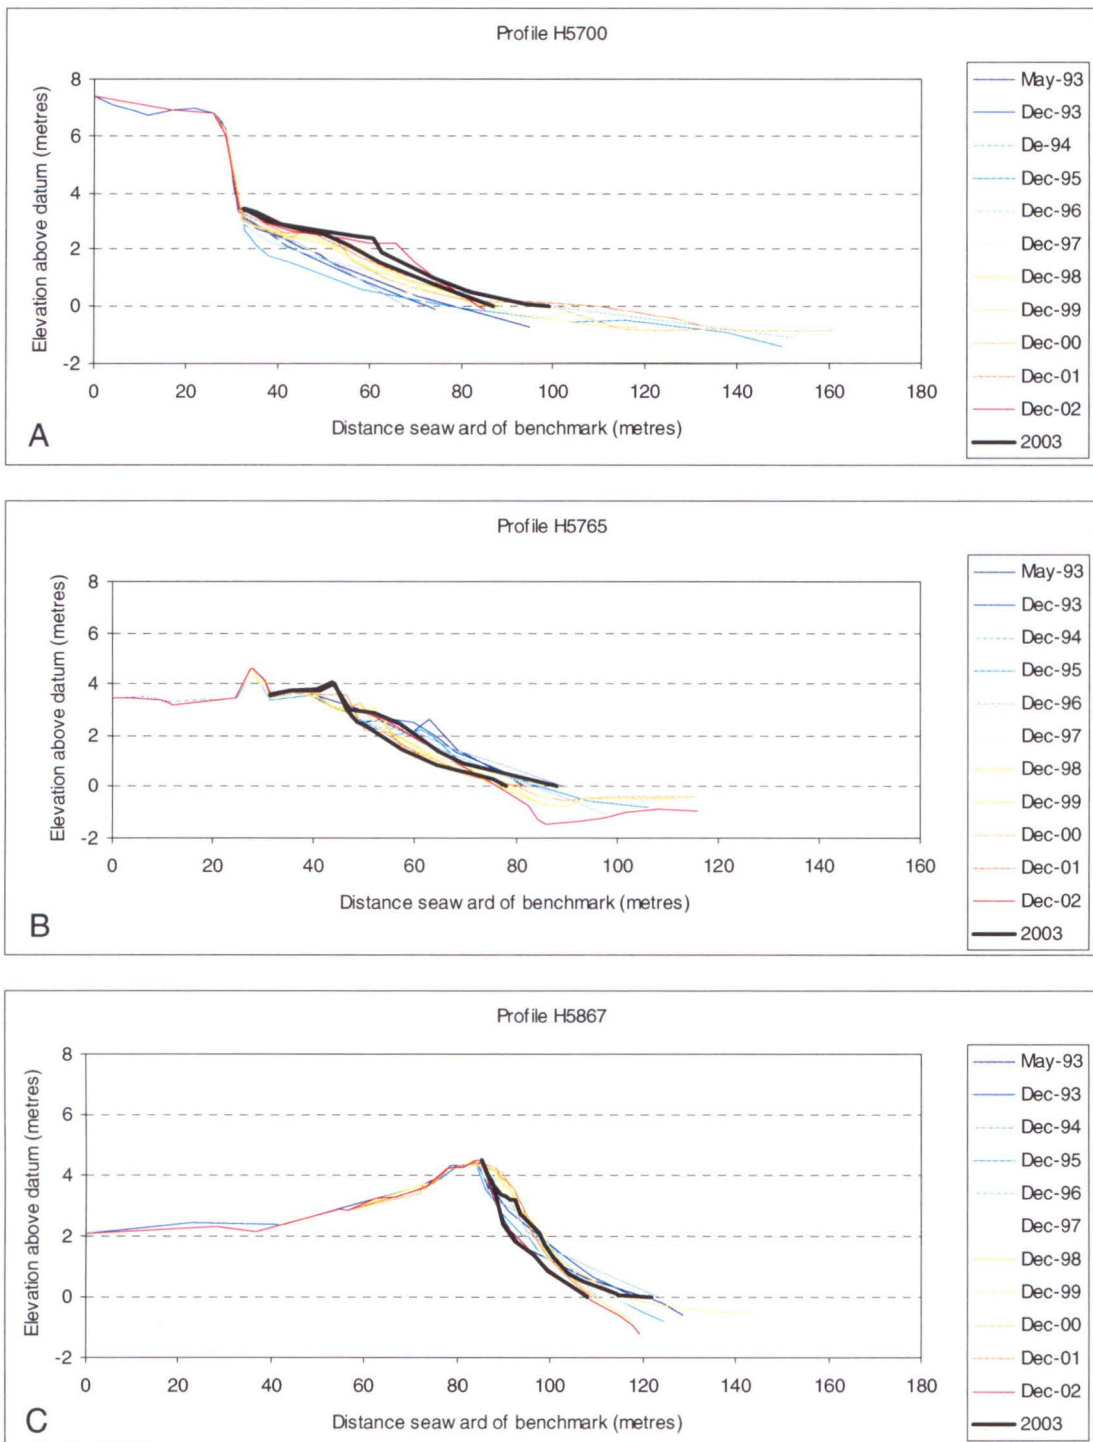 Profile H5700
8
6
4
2
0
-2
Elevation above datum (metres)
0 20 40 60 80 100 120 140 160 180
Distance seaward of benchmark (metres)
A
May-93
Dec-93
De-94
Dec-95
Dec-96
Dec-97
Dec-98
Dec-99
Dec-00
Dec-01
Dec-02
2003
Profile H5765
8
6
4
2
0
-2
Elevation above datum (metres)
0 20 40 60 80 100 120 140 160
Distance seaward of benchmark (metres)
B
May-93
Dec-93
Dec-94
Dec-95
Dec-96
Dec-97
Dec-98
Dec-99
Dec-00
Dec-01
Dec-02
2003
Profile H5867
8
6
4
2
0
-2
Elevation above datum (metres)
0 20 40 60 80 100 120 140 160 180
Distance seaward of benchmark (metres)
C
May-93
Dec-93
Dec-94
Dec-95
Dec-96
Dec-97
Dec-98
Dec-99
Dec-00
Dec-01
Dec-02
2003